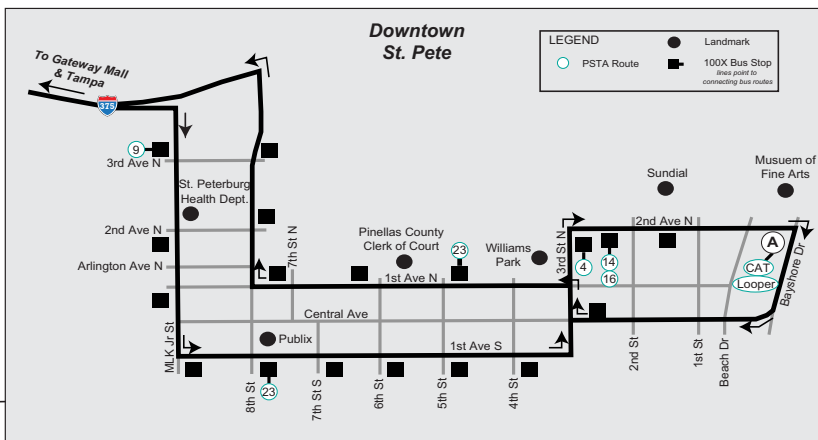 Downtown
St. Pete
LEGEND
PSTA Route
Landmark
100X Bus Stop
lines point to
connecting bus routes
To Gateway Mall
& Tampa
375
9
3rd Ave N
St. Peterburg
Health Dept.
2nd Ave N
Arlington Ave N
7th St N
Pinellas County
Clerk of Court
23
1st Ave N
Williams
Park
3rd St N
Sundial
Musuem of
Fine Arts
2nd Ave N
4
14
16
A
CAT
Looper
Bayshore Dr
Central Ave
MLK Jr St
Publix
1st Ave S
8th St
23
7th St S
6th St
5th St
4th St
2nd St
1st St
Beach Dr